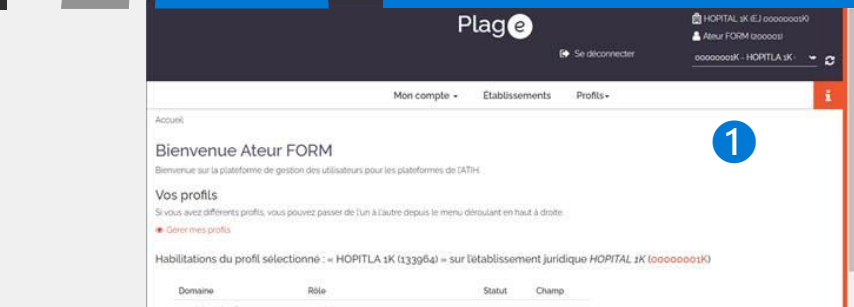 Plage
HOPITAL 1K (EJ 00000001K)
Ateur FORM (200001)
Se déconnecter
00000001K - HOPITLA 1K -
Mon compte
Établissements
Profils
i
Accueil
1
Bienvenue Ateur FORM
Bienvenue sur la plateforme de gestion des utilisateurs pour les plateformes de l'ATIH.
Vos profils
Si vous avez différents profils, vous pouvez passer de l'un à l'autre depuis le menu déroulant en haut à droite.
Gérer mes profils
Habilitations du profil sélectionné : « HOPITLA 1K (133964) » sur l'établissement juridique HOPITAL 1K (00000001K)
Domaine Rôle Statut Champ